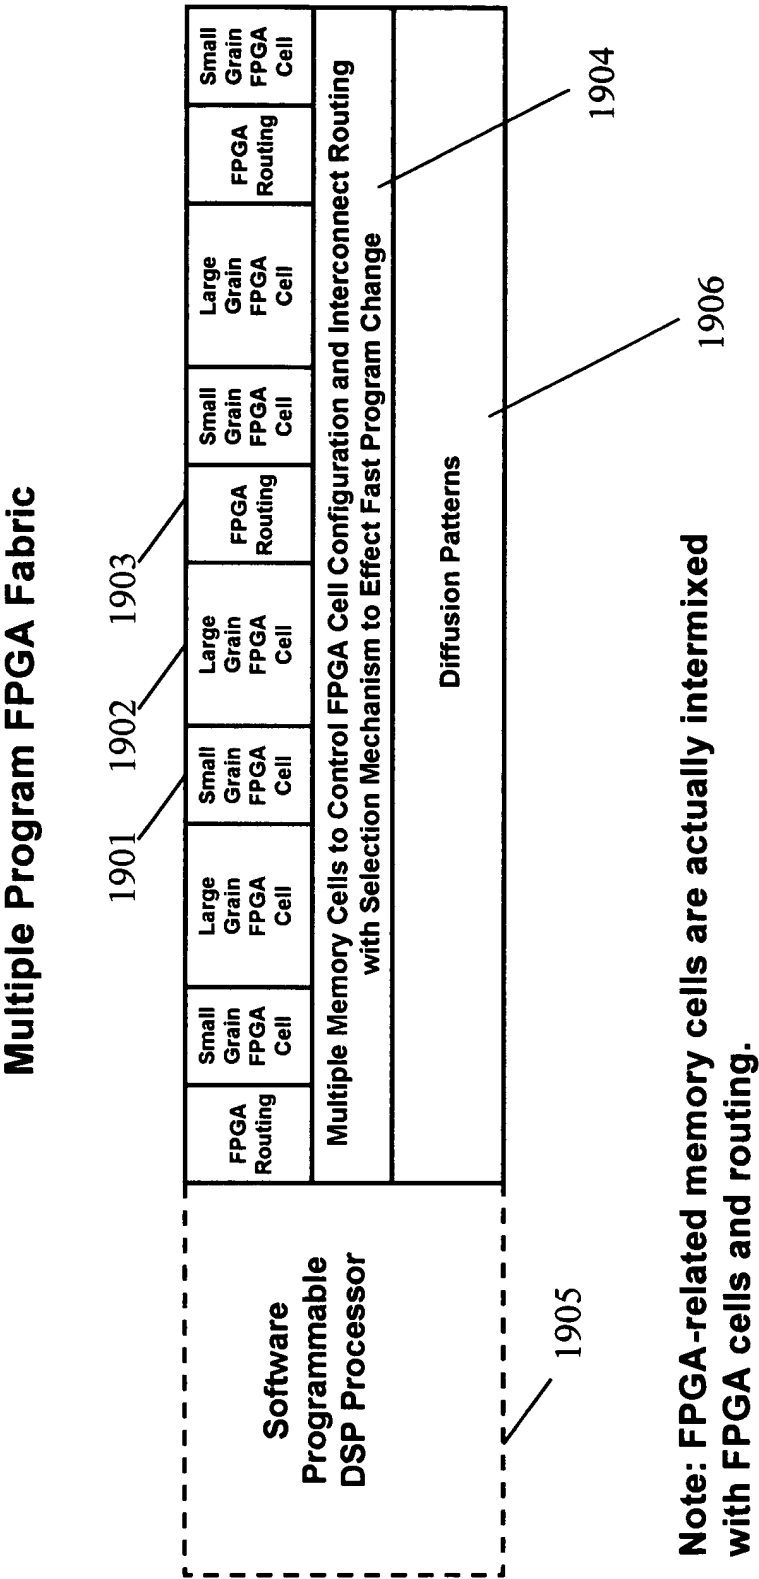 Multiple Program FPGA Fabric
1901
1902
1903
Software
Programmable
DSP Processor
FPGA
Routing
Small
Grain
FPGA
Cell
Large
Grain
FPGA
Cell
Small
Grain
FPGA
Cell
Large
Grain
FPGA
Cell
FPGA
Routing
Small
Grain
FPGA
Cell
Large
Grain
FPGA
Cell
FPGA
Routing
Small
Grain
FPGA
Cell
Multiple Memory Cells to Control FPGA Cell Configuration and Interconnect Routing
with Selection Mechanism to Effect Fast Program Change
Diffusion Patterns
1905
1904
1906
Note: FPGA-related memory cells are actually intermixed
with FPGA cells and routing.